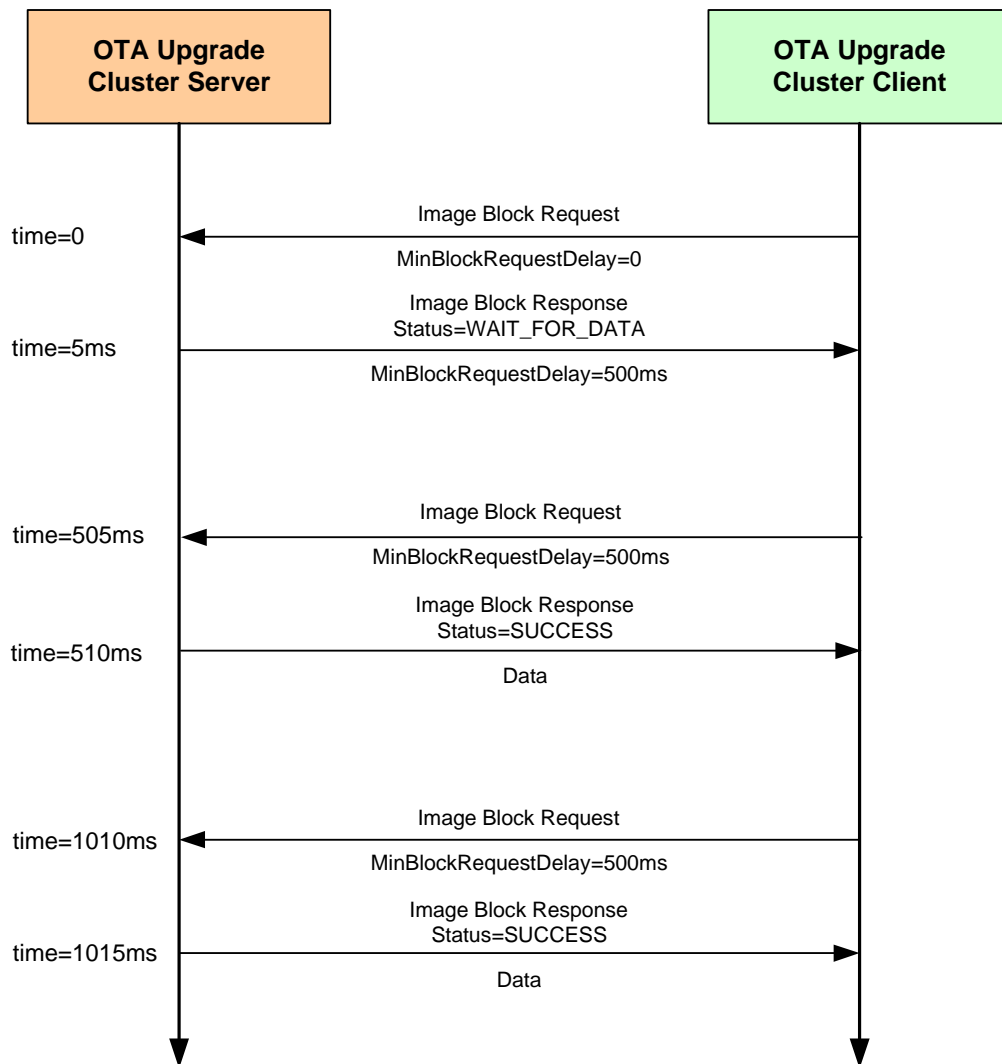 OTA Upgrade
Cluster Server
OTA Upgrade
Cluster Client
Image Block Request
time=0
MinBlockRequestDelay=0
Image Block Response
Status=WAIT_FOR_DATA
time=5ms
MinBlockRequestDelay=500ms
Image Block Request
time=505ms
MinBlockRequestDelay=500ms
Image Block Response
Status=SUCCESS
time=510ms
Data
Image Block Request
time=1010ms
MinBlockRequestDelay=500ms
Image Block Response
Status=SUCCESS
time=1015ms
Data